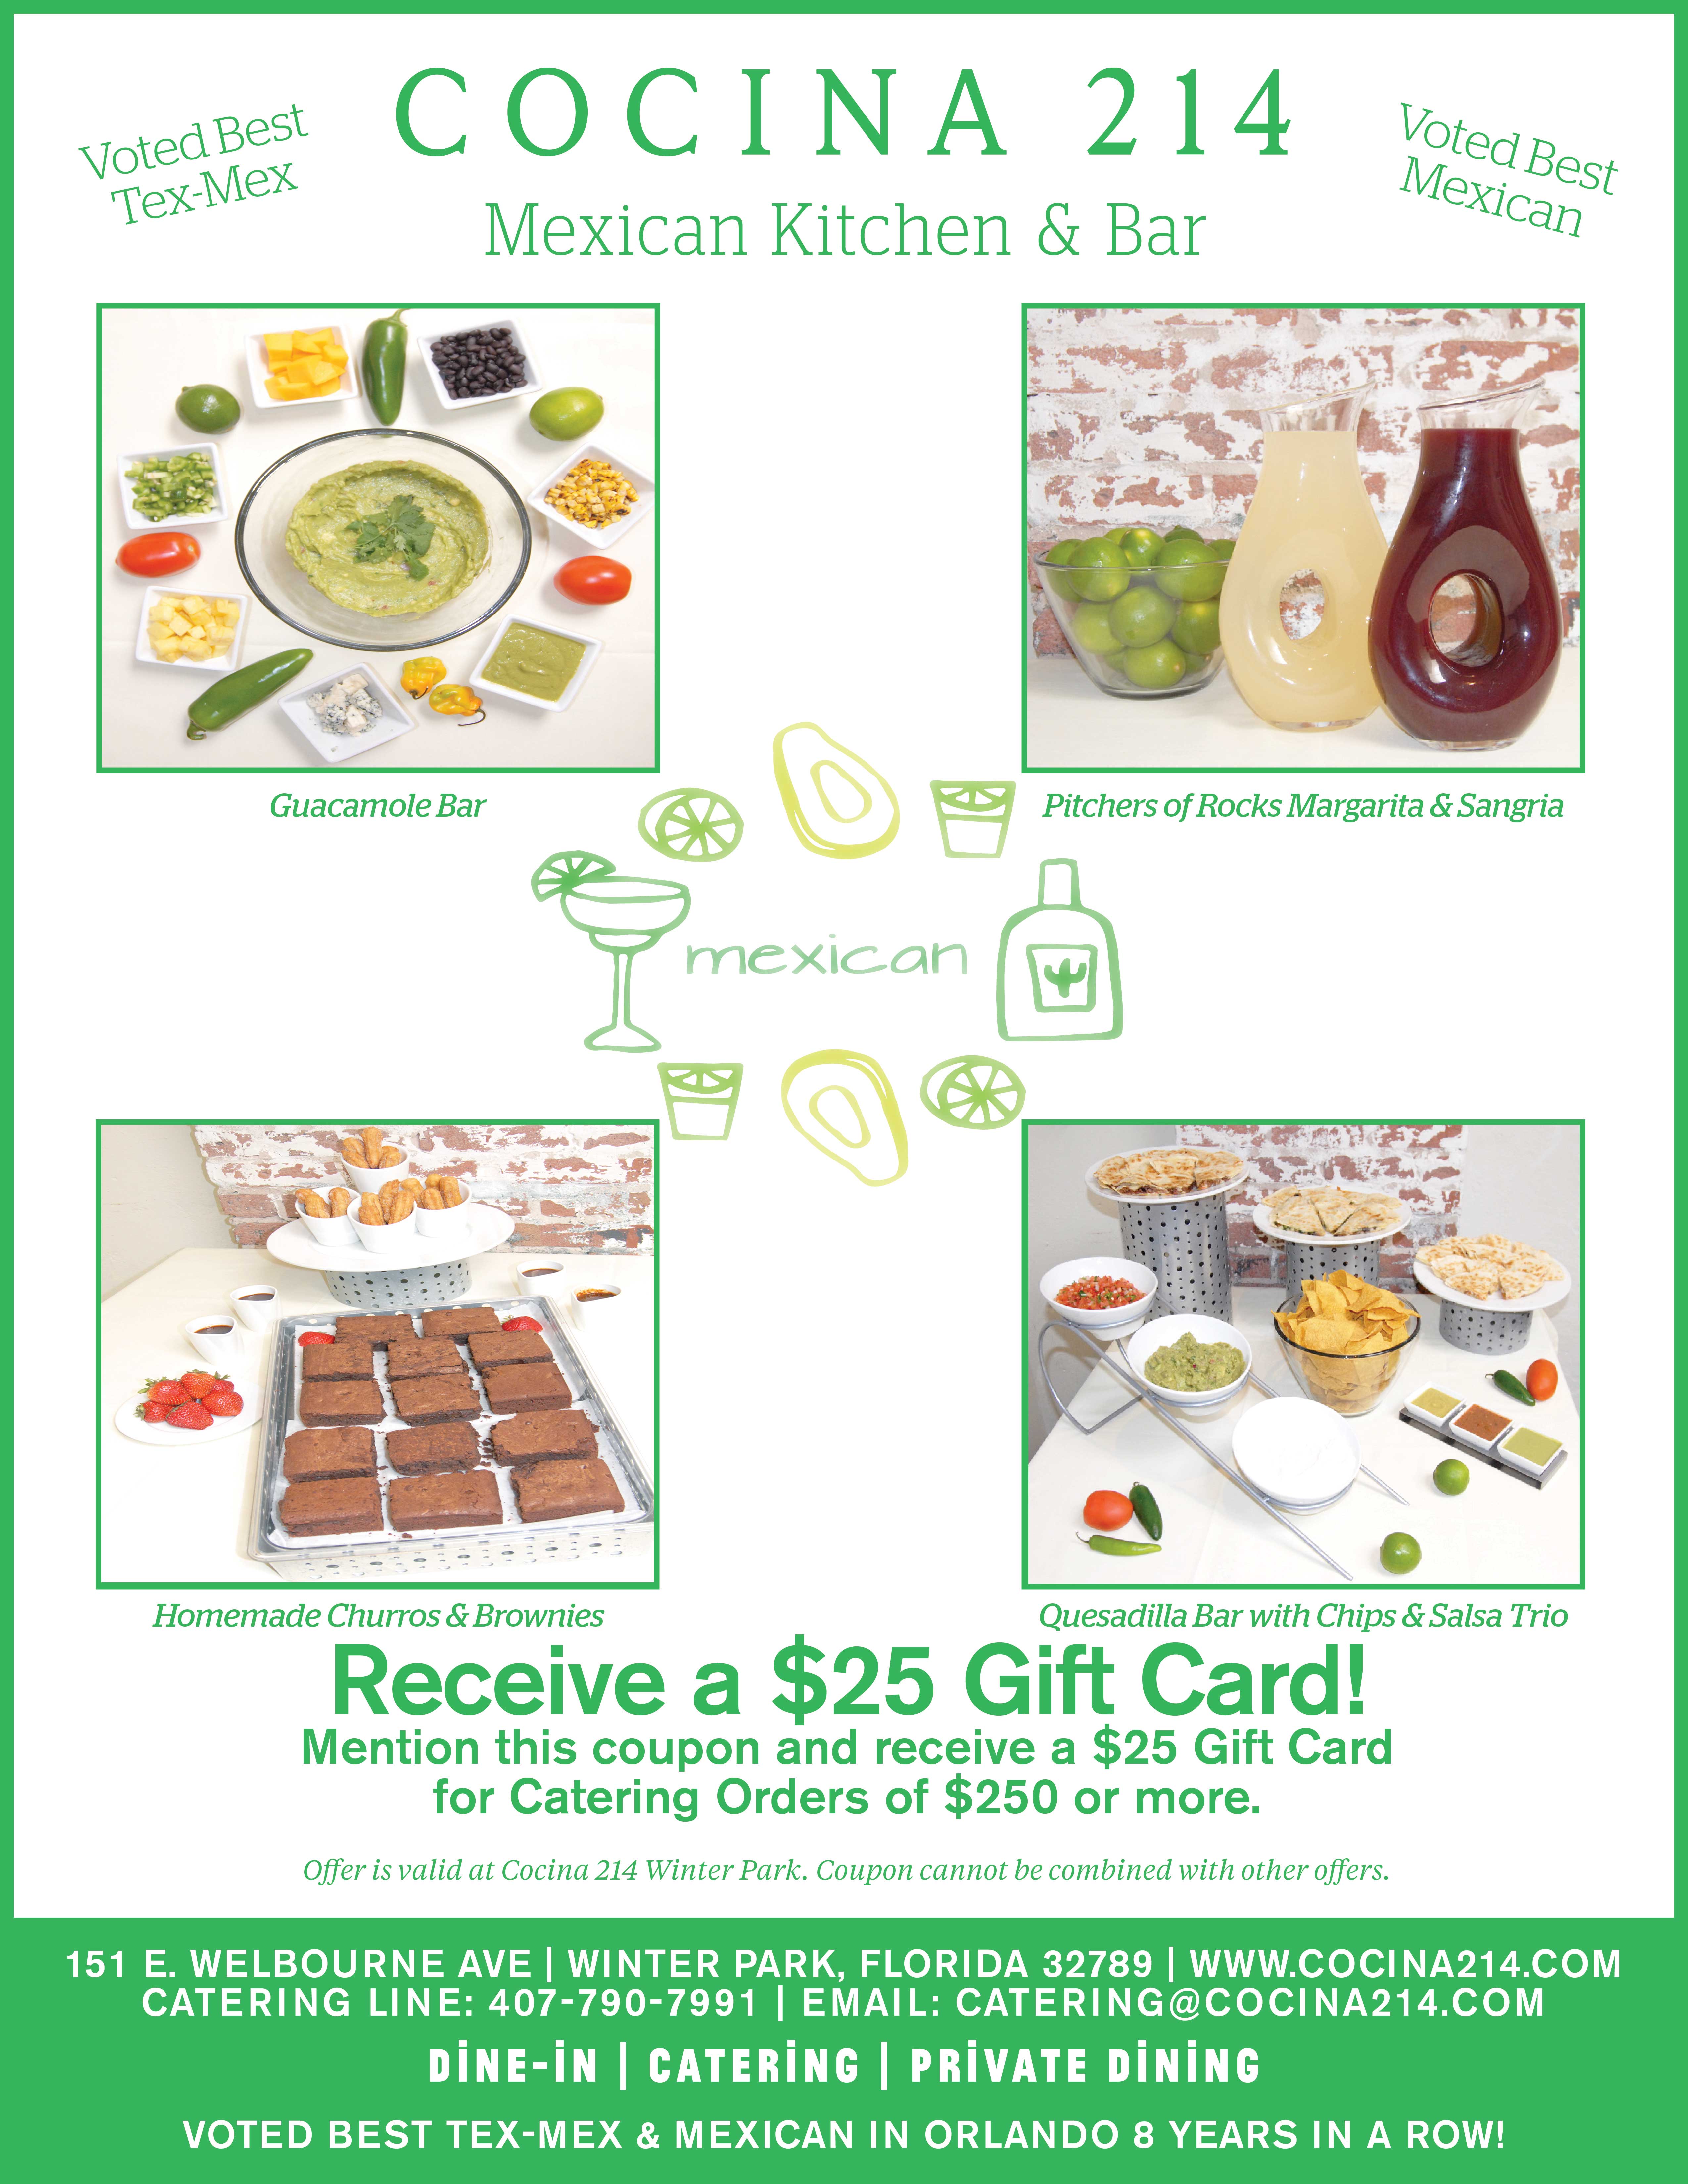 COCINA 214
Voted Best
Tex-Mex
Voted Best
Mexican
Mexican Kitchen & Bar
Guacamole Bar
Pitchers of Rocks Margarita & Sangria
mexican
Homemade Churros & Brownies
Quesadilla Bar with Chips & Salsa Trio
Receive a $25 Gift Card!
Mention this coupon and receive a $25 Gift Card
for Catering Orders of $250 or more.
Offer is valid at Cocina 214 Winter Park. Coupon cannot be combined with other offers.
151 E. WELBOURNE AVE | WINTER PARK, FLORIDA 32789 | WWW.COCINA214.COM
CATERING LINE: 407-790-7991 | EMAIL: CATERING@COCINA214.COM
DiNE-iN | CATERiNG | PRiVATE DiNiNG
VOTED BEST TEX-MEX & MEXICAN IN ORLANDO 8 YEARS IN A ROW!